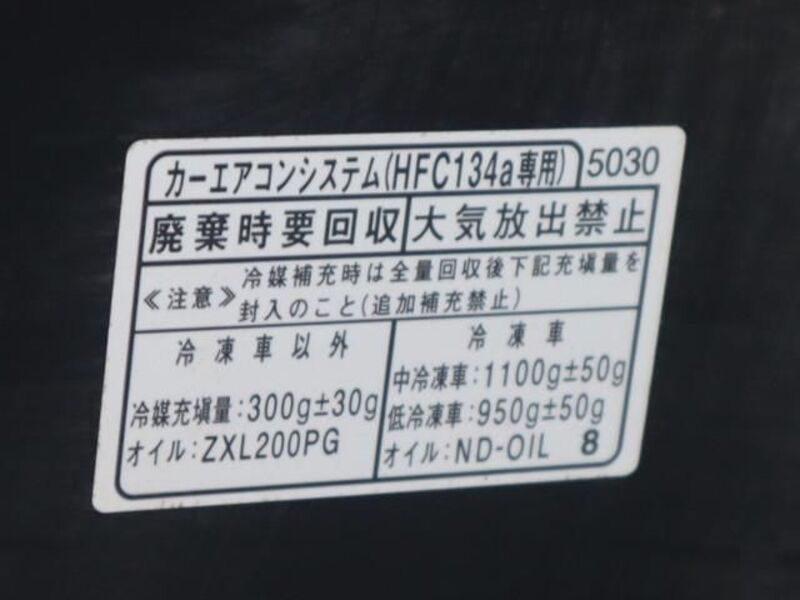 カーエアコンシステム(HFC134a専用) 5030
廃棄時要回収 大気放出禁止
≪注意≫ 冷媒補充時は全量回収後下記充塡量を
封入のこと(追加補充禁止)
冷凍車以外
冷媒充塡量:300g±30g
オイル:ZXL200PG
冷凍車
中冷凍車:1100g±50g
低冷凍車:950g±50g
オイル:ND-OIL 8